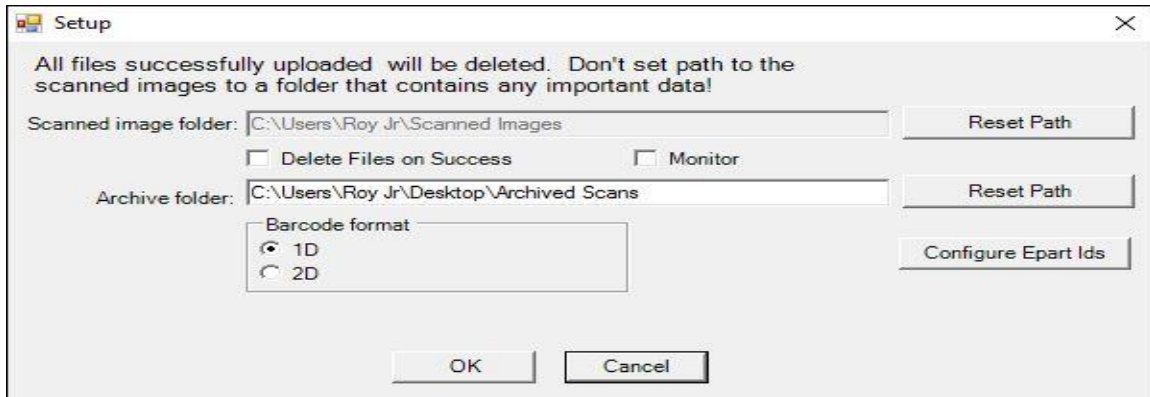 Setup
All files successfully uploaded will be deleted. Don't set path to the
scanned images to a folder that contains any important data!
Scanned image folder: C:\Users\Roy Jr\Scanned Images Reset Path
Delete Files on Success Monitor
Archive folder: C:\Users\Roy Jr\Desktop\Archived Scans Reset Path
Barcode format
1D
Configure Epart Ids
2D
OK Cancel